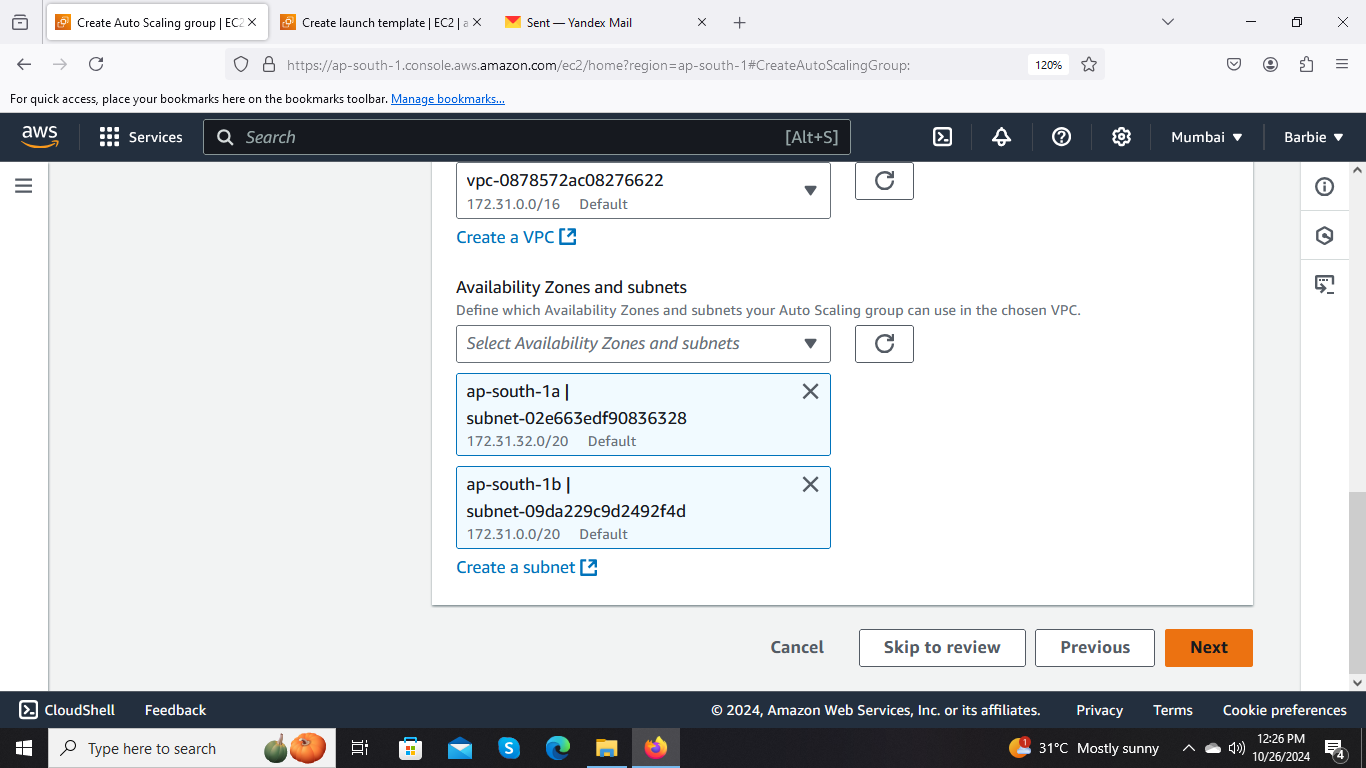 Create Auto Scaling group | EC2
Create launch template | EC2 | a
Sent — Yandex Mail
https://ap-south-1.console.aws.amazon.com/ec2/home?region=ap-south-1#CreateAutoScalingGroup:
120%
For quick access, place your bookmarks here on the bookmarks toolbar. Manage bookmarks...
aws
Services
Search
[Alt+S]
Mumbai
Barbie
vpc-0878572ac08276622
172.31.0.0/16 Default
Create a VPC
Availability Zones and subnets
Define which Availability Zones and subnets your Auto Scaling group can use in the chosen VPC.
Select Availability Zones and subnets
ap-south-1a |
subnet-02e663edf90836328
172.31.32.0/20 Default
ap-south-1b |
subnet-09da229c9d2492f4d
172.31.0.0/20 Default
Create a subnet
Cancel
Skip to review
Previous
Next
CloudShell
Feedback
© 2024, Amazon Web Services, Inc. or its affiliates.
Privacy
Terms
Cookie preferences
Type here to search
1
31°C Mostly sunny
12:26 PM
10/26/2024
4